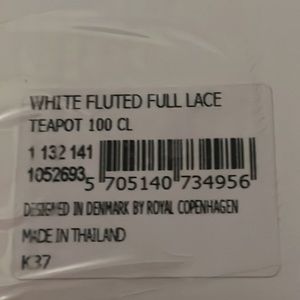 WHITE FLUTED FULL LACE
TEAPOT 100 CL
1 132 141
1052693
5 705140 734956
DESIGNED IN DENMARK BY ROYAL COPENHAGEN
MADE IN THAILAND
K37